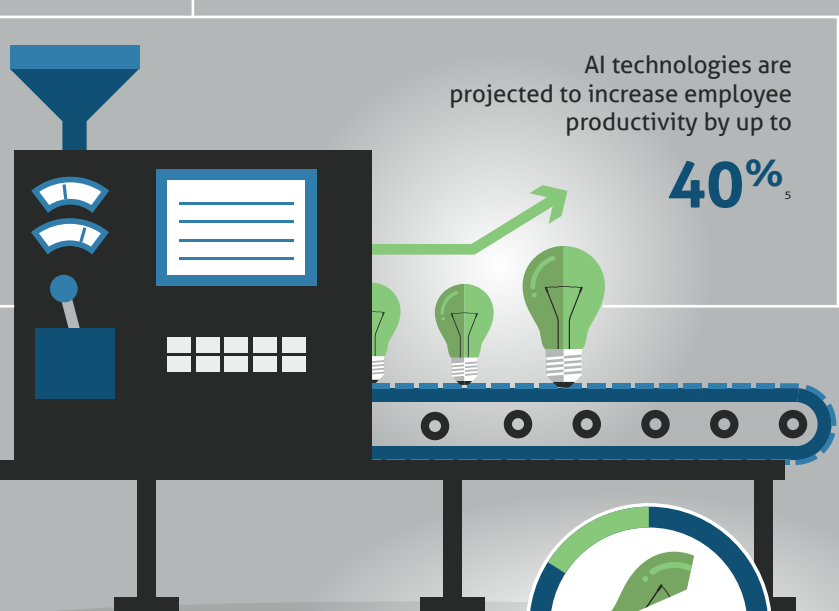 AI technologies are
projected to increase employee
productivity by up to
40% 5